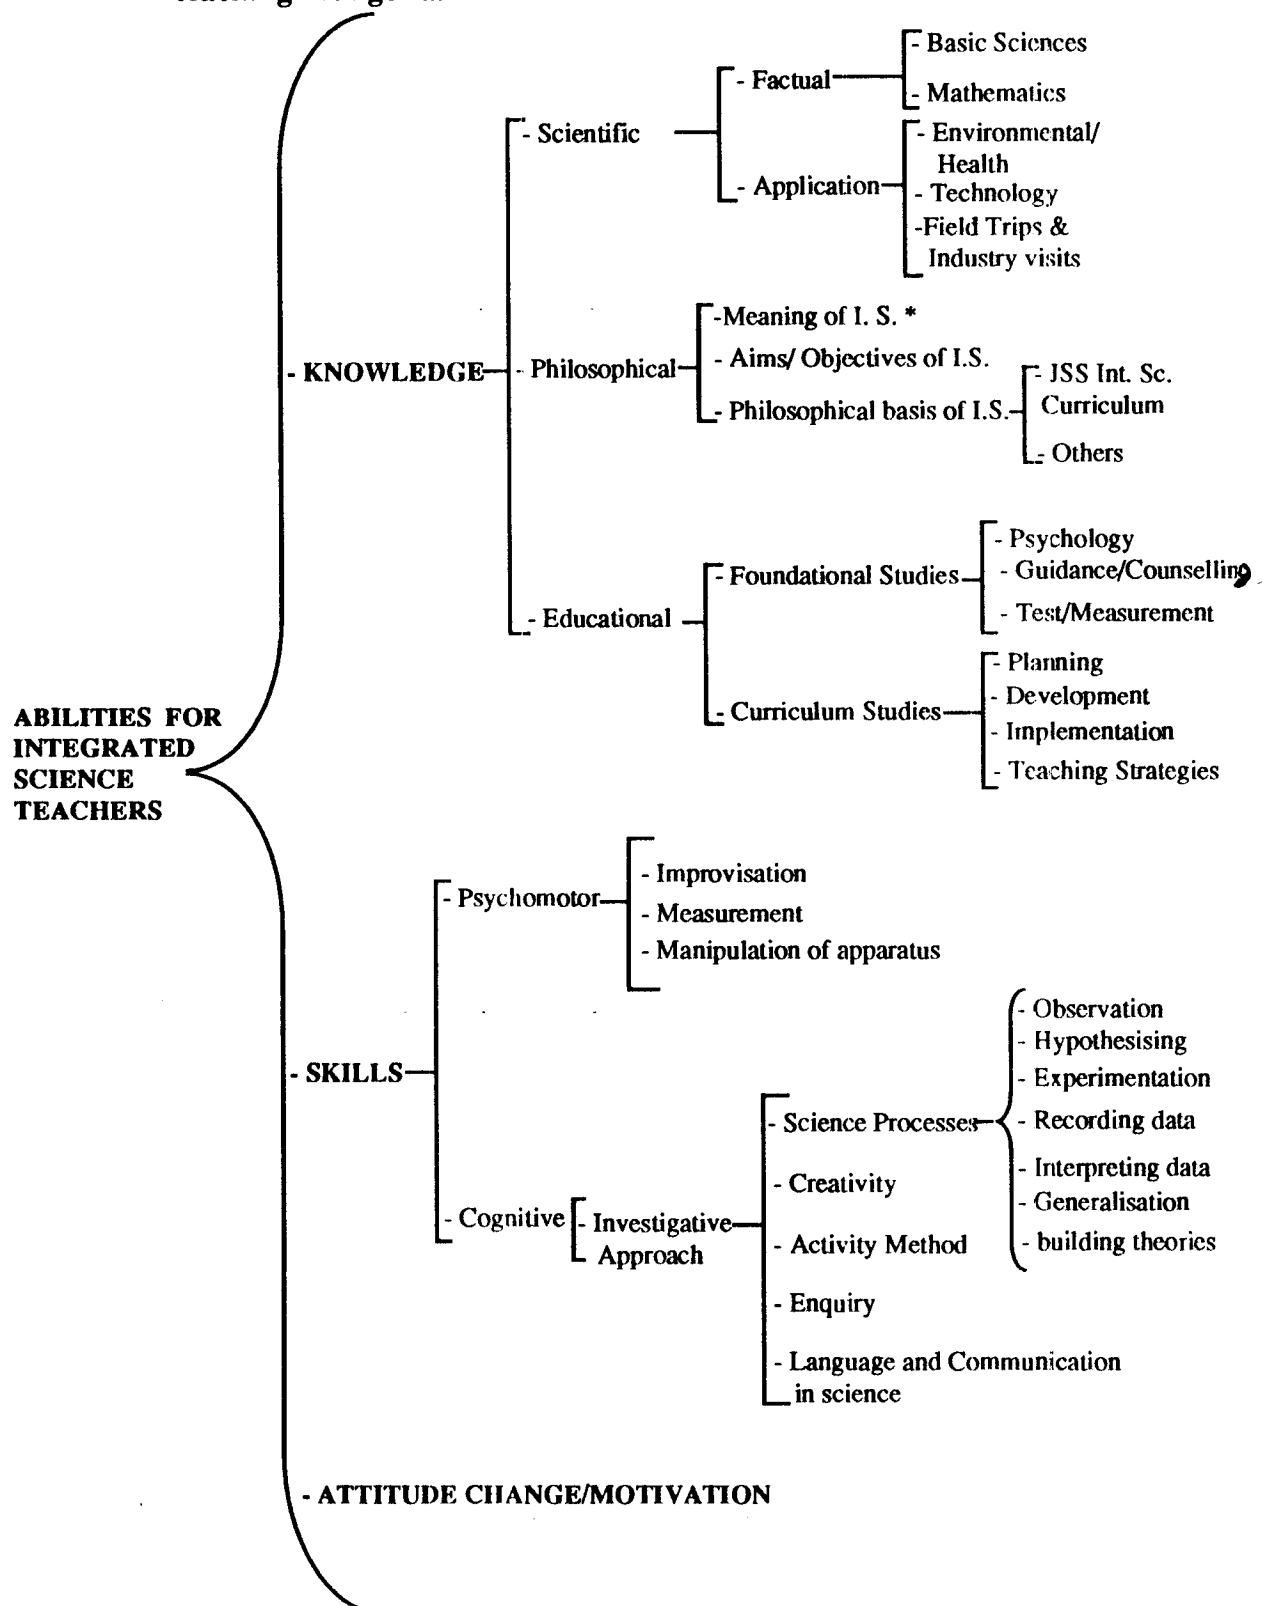 - Basic Sciences
- Factual
- Mathematics
- Scientific
- Environmental/
Health
- Application
- Technology
-Field Trips &
Industry visits
-Meaning of I. S. *
- KNOWLEDGE
- Philosophical
- Aims/ Objectives of I.S.
- Philosophical basis of I.S.
- JSS Int. Sc.
Curriculum
- Others
- Educational
- Foundational Studies
- Psychology
- Guidance/Counselling
- Test/Measurement
- Curriculum Studies
- Planning
- Development
- Implementation
- Teaching Strategies
ABILITIES FOR
INTEGRATED
SCIENCE
TEACHERS
- SKILLS
- Psychomotor
- Improvisation
- Measurement
- Manipulation of apparatus
- Cognitive
- Investigative
Approach
- Science Processes
- Observation
- Hypothesising
- Experimentation
- Recording data
- Interpreting data
- Generalisation
- building theories
- Creativity
- Activity Method
- Enquiry
- Language and Communication
in science
- ATTITUDE CHANGE/MOTIVATION